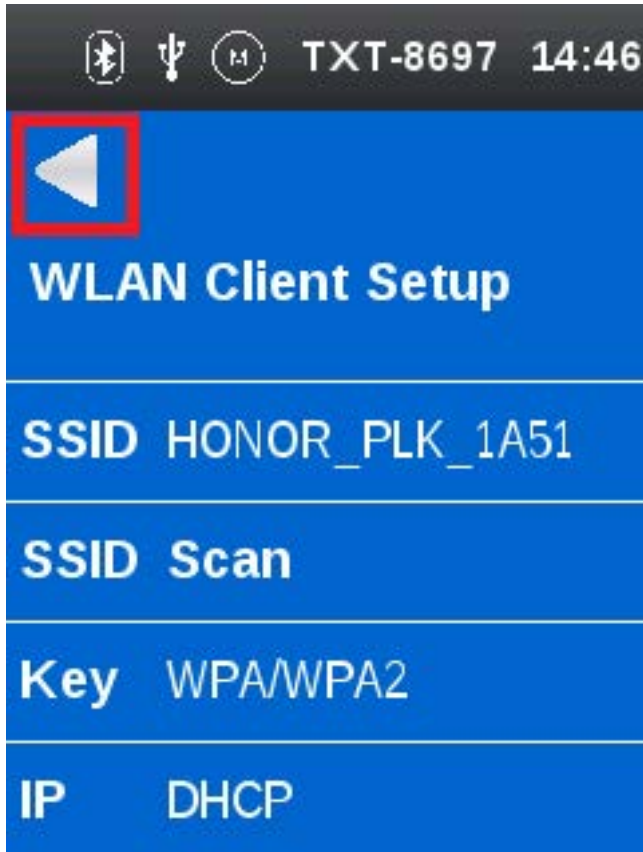 M TXT-8697 14:46
WLAN Client Setup
SSID HONOR_PLK_1A51
SSID Scan
Key WPA/WPA2
IP DHCP